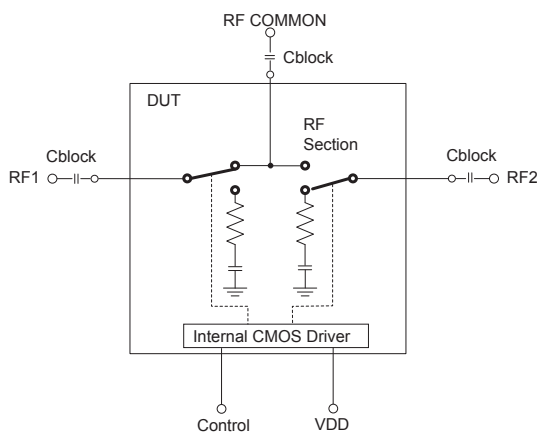 RF COMMON
Cblock
DUT
RF
Section
Cblock
Cblock
RF1
RF2
Internal CMOS Driver
Control
VDD